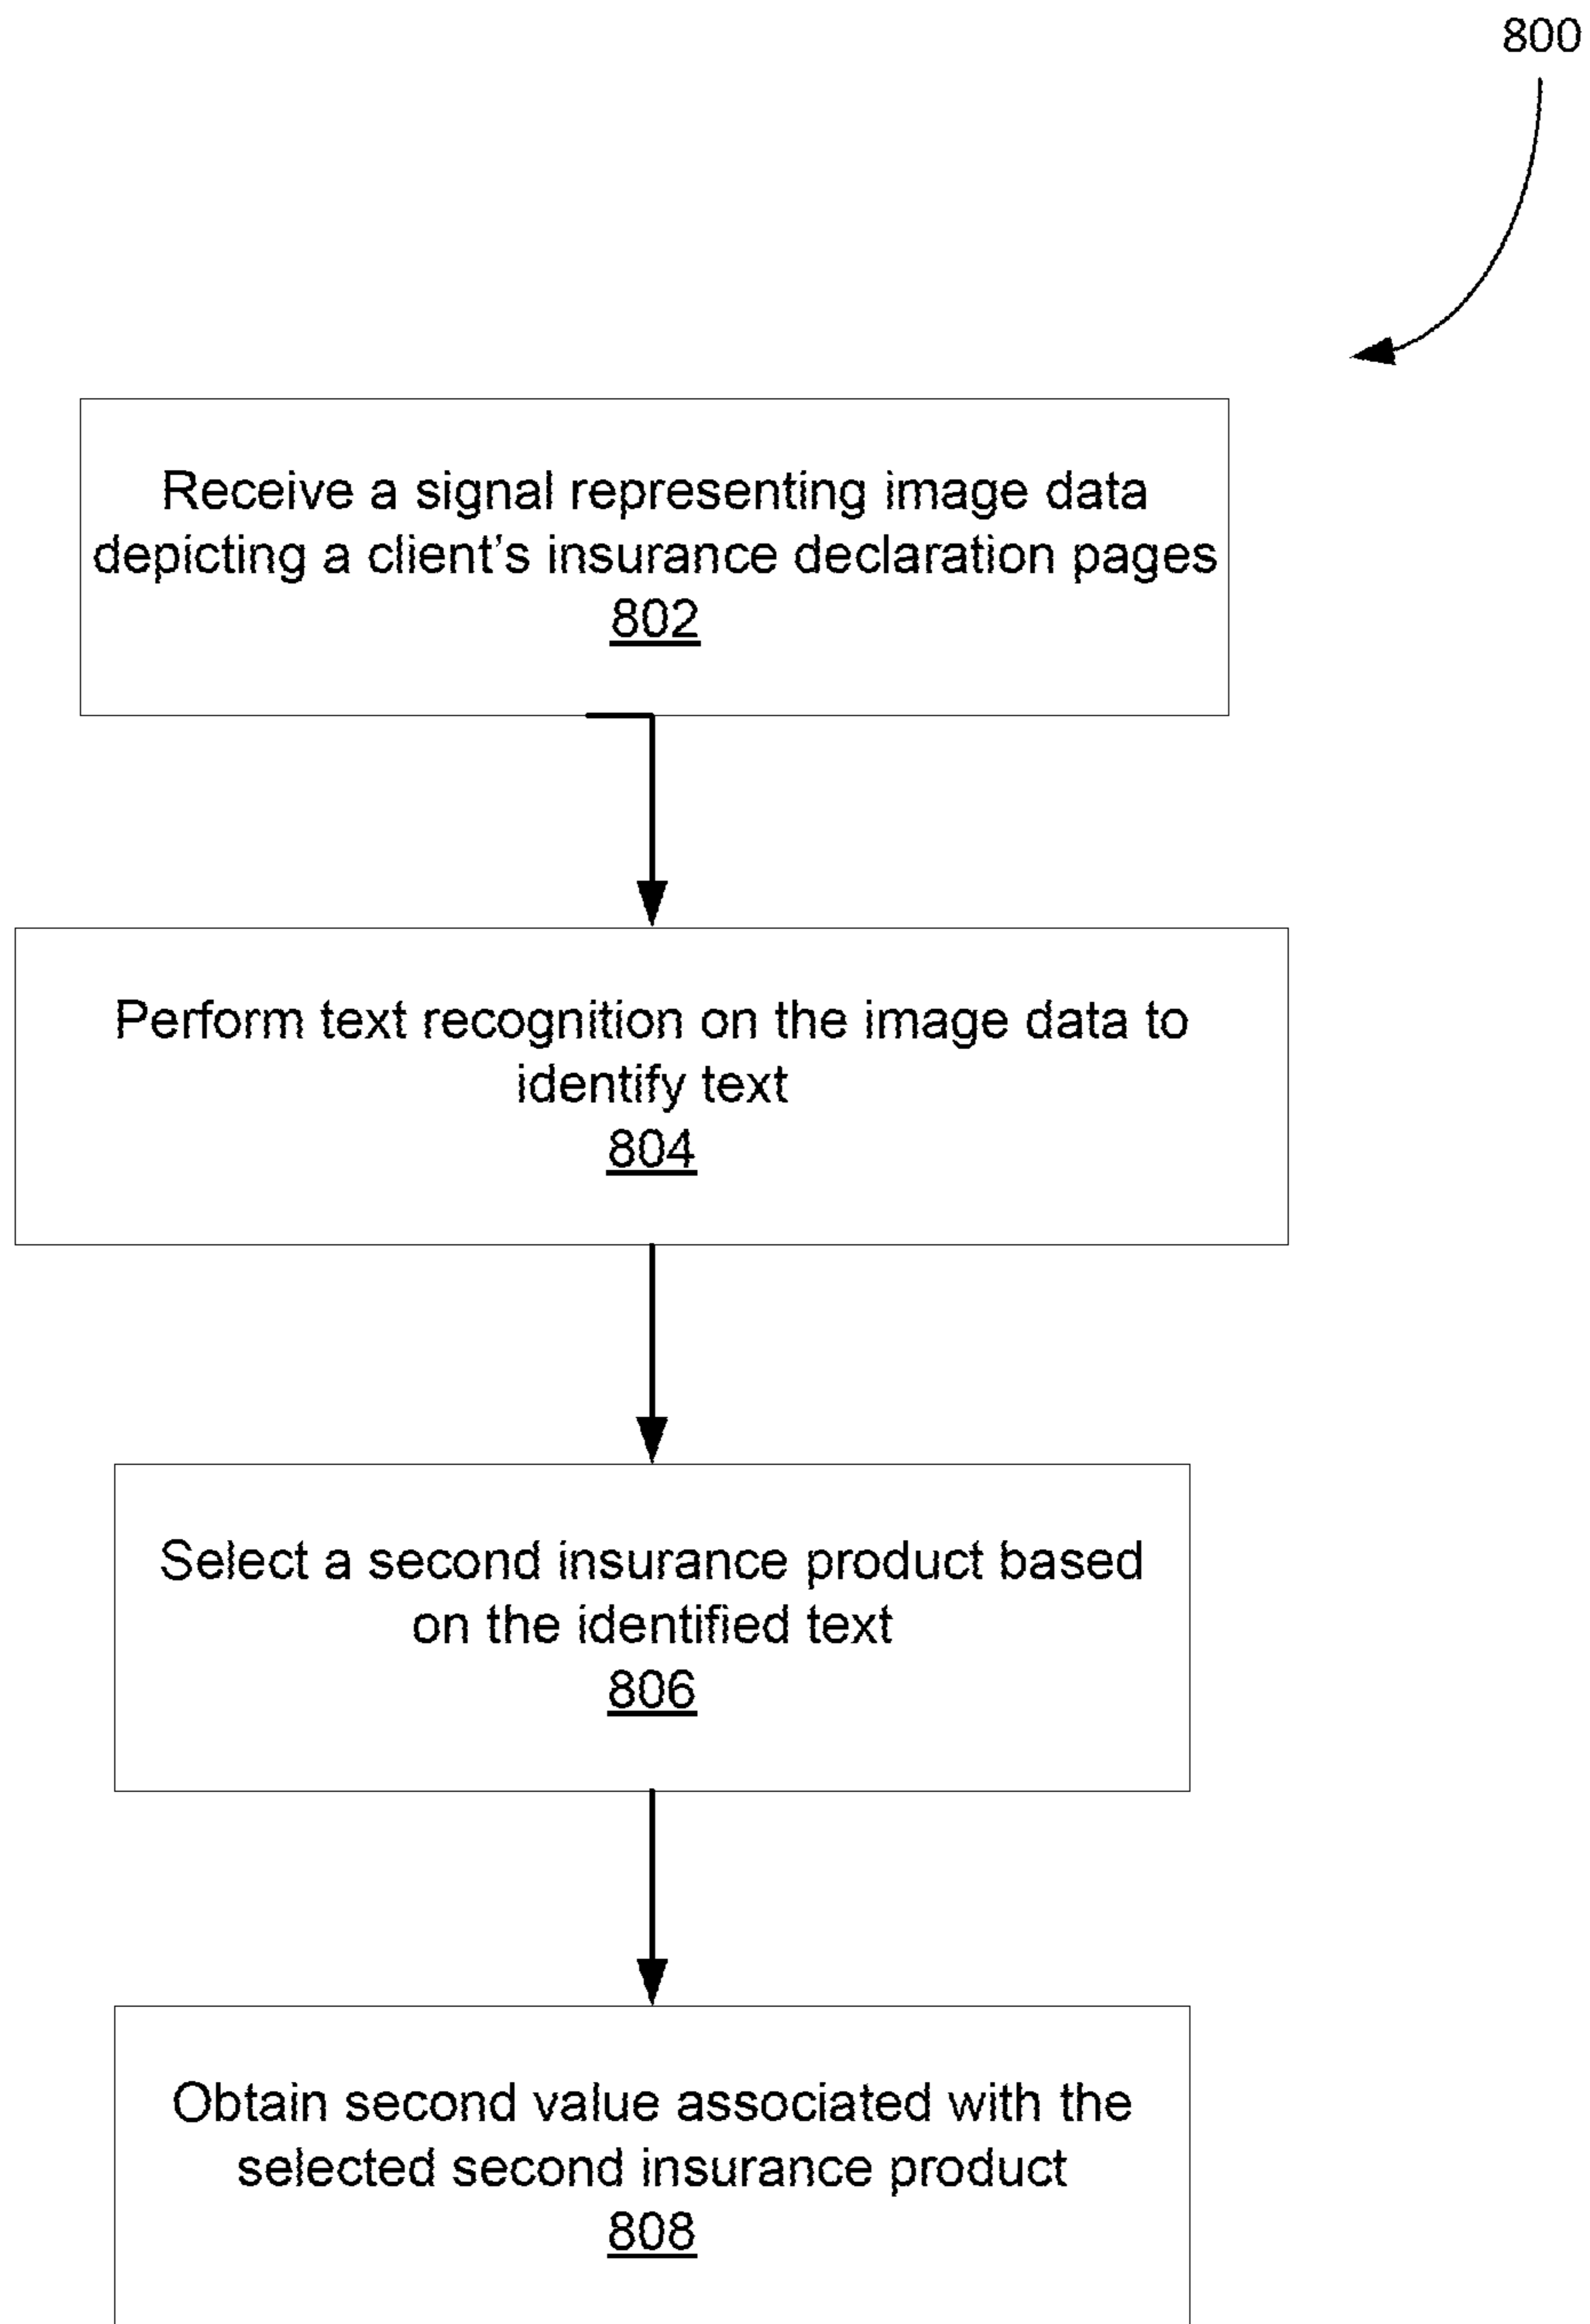 800
Receive a signal representing image data
depicting a client's insurance declaration pages
802
Perform text recognition on the image data to
identify text
804
Select a second insurance product based
on the identified text
806
Obtain second value associated with the
selected second insurance product
808